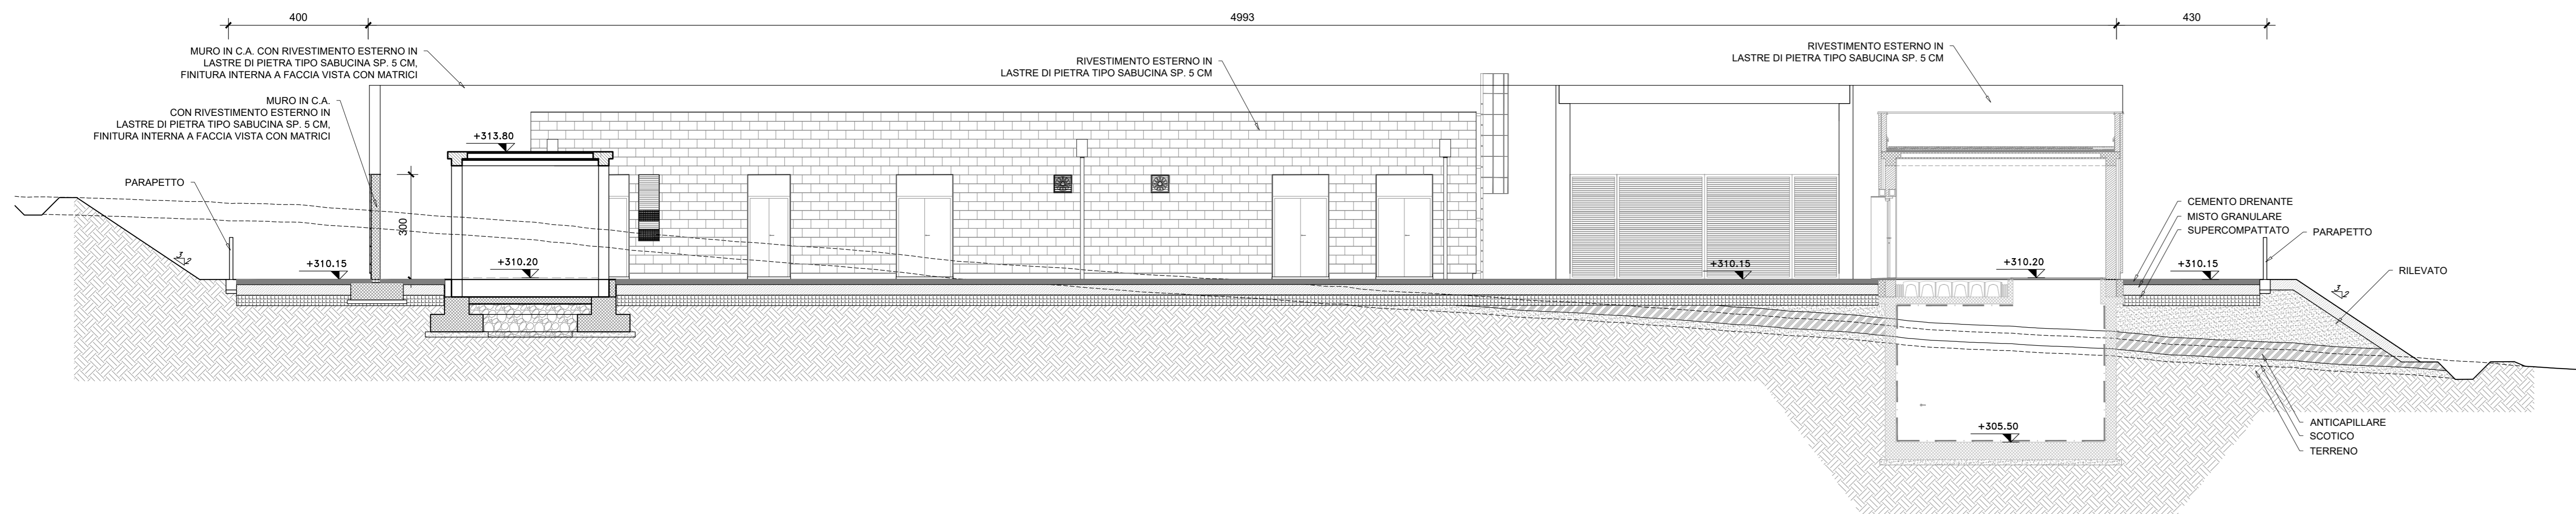 400
4993
430
MURO IN C.A. CON RIVESTIMENTO ESTERNO IN
LASTRE DI PIETRA TIPO SABUCINA SP. 5 CM,
FINITURA INTERNA A FACCIA VISTA CON MATRICI
RIVESTIMENTO ESTERNO IN
LASTRE DI PIETRA TIPO SABUCINA SP. 5 CM
RIVESTIMENTO ESTERNO IN
LASTRE DI PIETRA TIPO SABUCINA SP. 5 CM
MURO IN C.A.
CON RIVESTIMENTO ESTERNO IN
LASTRE DI PIETRA TIPO SABUCINA SP. 5 CM,
FINITURA INTERNA A FACCIA VISTA CON MATRICI
+313.80
PARAPETTO
300
3
2
+310.15
+310.20
+310.15
+310.20
+310.15
CEMENTO DRENANTE
MISTO GRANULARE
SUPERCOMPATTATO
PARAPETTO
RILEVATO
3
2
+305.50
ANTICAPILLARE
SCOTICO
TERRENO